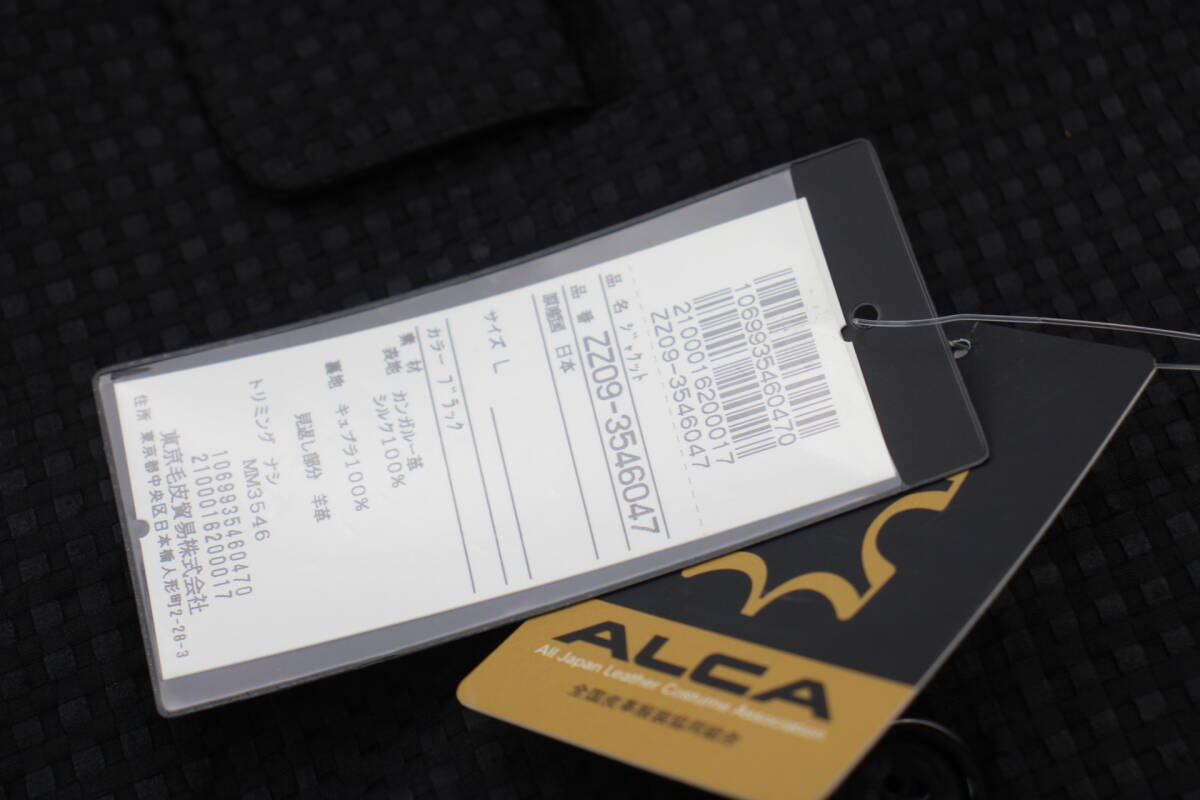 1069935460470
2100016200017
ZZ09-3546047
品 名 ｼﾞｬｹｯﾄ
品 番 ZZ09-3546047
原産国 日本
サイズ L
カラー ﾌﾞﾗｯｸ
素 材
表地 カンガルー革
シルク100%
裏地 キュプラ100%
見返し部分 羊革
トリミング ナシ
MM3546
1069935460470
2100016200017
東京毛皮貿易株式会社
住所 東京都中央区日本橋人形町2-28-3
ALCA
All Japan Leather Costume Association
全国皮革服装協同組合